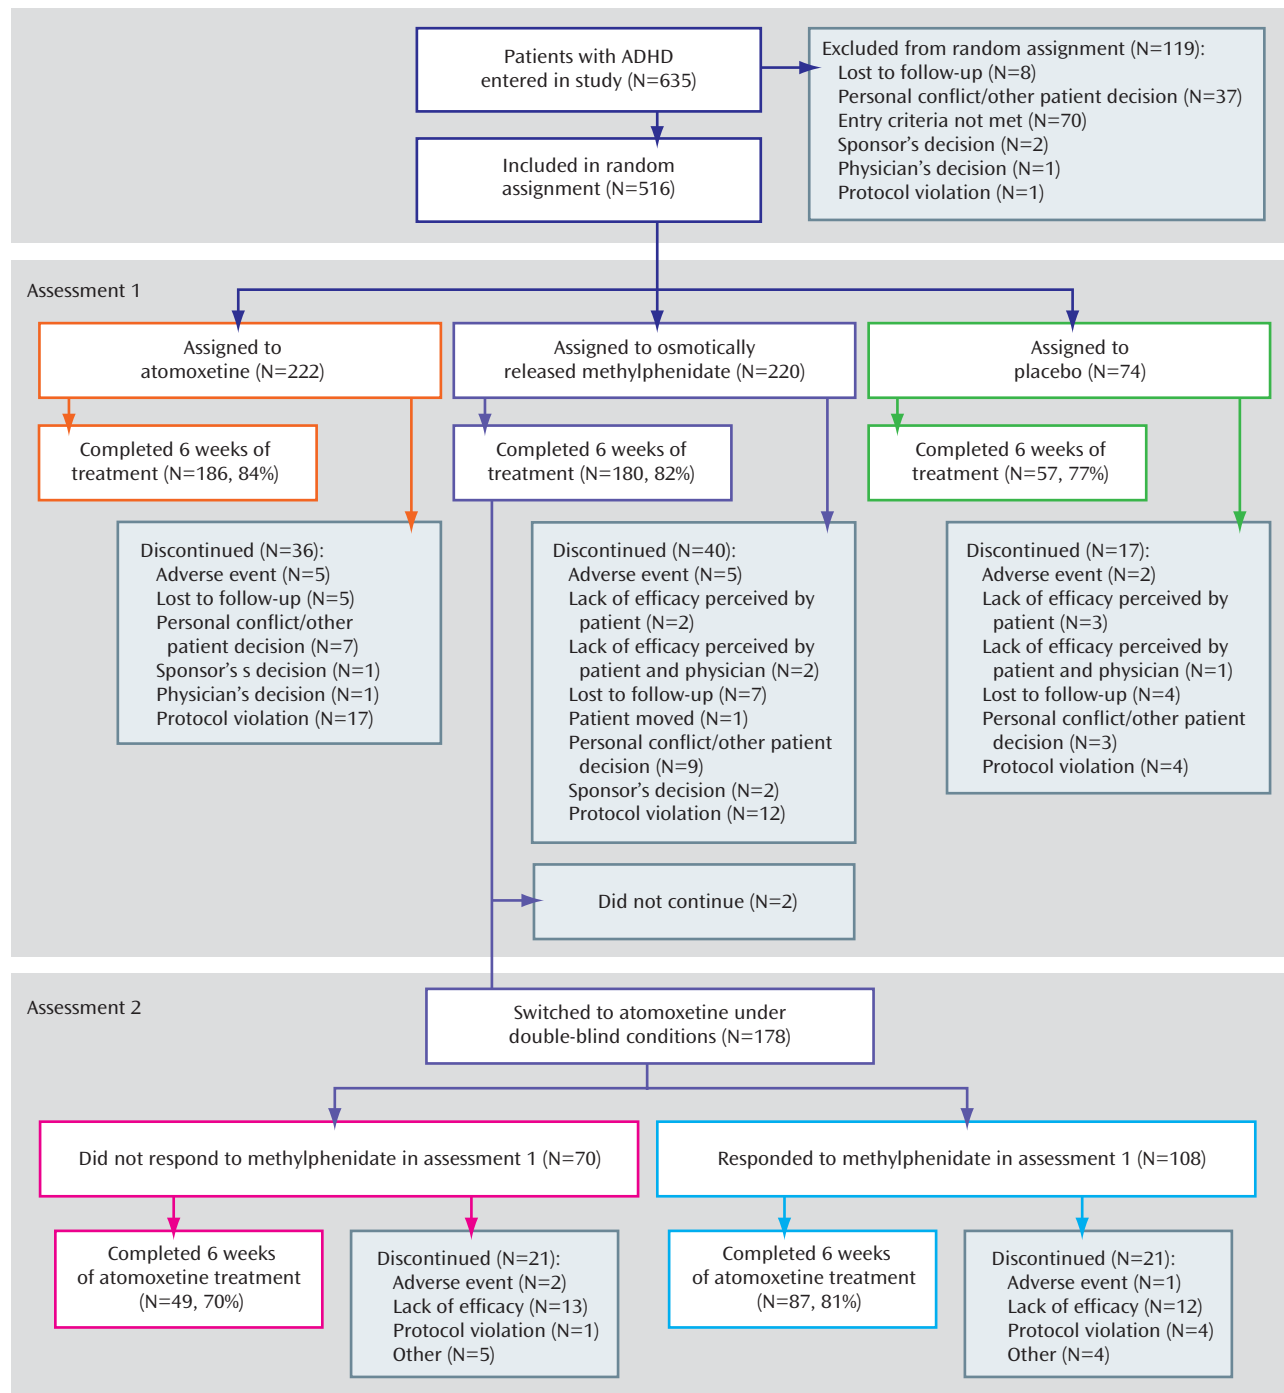 Patients with ADHD
entered in study (N=635)
Excluded from random assignment (N=119):
Lost to follow-up (N=8)
Personal conflict/other patient decision (N=37)
Entry criteria not met (N=70)
Sponsor's decision (N=2)
Physician's decision (N=1)
Protocol violation (N=1)
Included in random
assignment (N=516)
Assessment 1
Assigned to
atomoxetine (N=222)
Assigned to osmotically
released methylphenidate (N=220)
Assigned to
placebo (N=74)
Completed 6 weeks of
treatment (N=186, 84%)
Completed 6 weeks of
treatment (N=180, 82%)
Completed 6 weeks of
treatment (N=57, 77%)
Discontinued (N=36):
Adverse event (N=5)
Lost to follow-up (N=5)
Personal conflict/other
patient decision (N=7)
Sponsor's s decision (N=1)
Physician's decision (N=1)
Protocol violation (N=17)
Discontinued (N=40):
Adverse event (N=5)
Lack of efficacy perceived by
patient (N=2)
Lack of efficacy perceived by
patient and physician (N=2)
Lost to follow-up (N=7)
Patient moved (N=1)
Personal conflict/other patient
decision (N=9)
Sponsor's decision (N=2)
Protocol violation (N=12)
Discontinued (N=17):
Adverse event (N=2)
Lack of efficacy perceived by
patient (N=3)
Lack of efficacy perceived by
patient and physician (N=1)
Lost to follow-up (N=4)
Personal conflict/other patient
decision (N=3)
Protocol violation (N=4)
Did not continue (N=2)
Assessment 2
Switched to atomoxetine under
double-blind conditions (N=178)
Did not respond to methylphenidate in assessment 1 (N=70)
Responded to methylphenidate in assessment 1 (N=108)
Completed 6 weeks
of atomoxetine treatment
(N=49, 70%)
Discontinued (N=21):
Adverse event (N=2)
Lack of efficacy (N=13)
Protocol violation (N=1)
Other (N=5)
Completed 6 weeks
of atomoxetine treatment
(N=87, 81%)
Discontinued (N=21):
Adverse event (N=1)
Lack of efficacy (N=12)
Protocol violation (N=4)
Other (N=4)